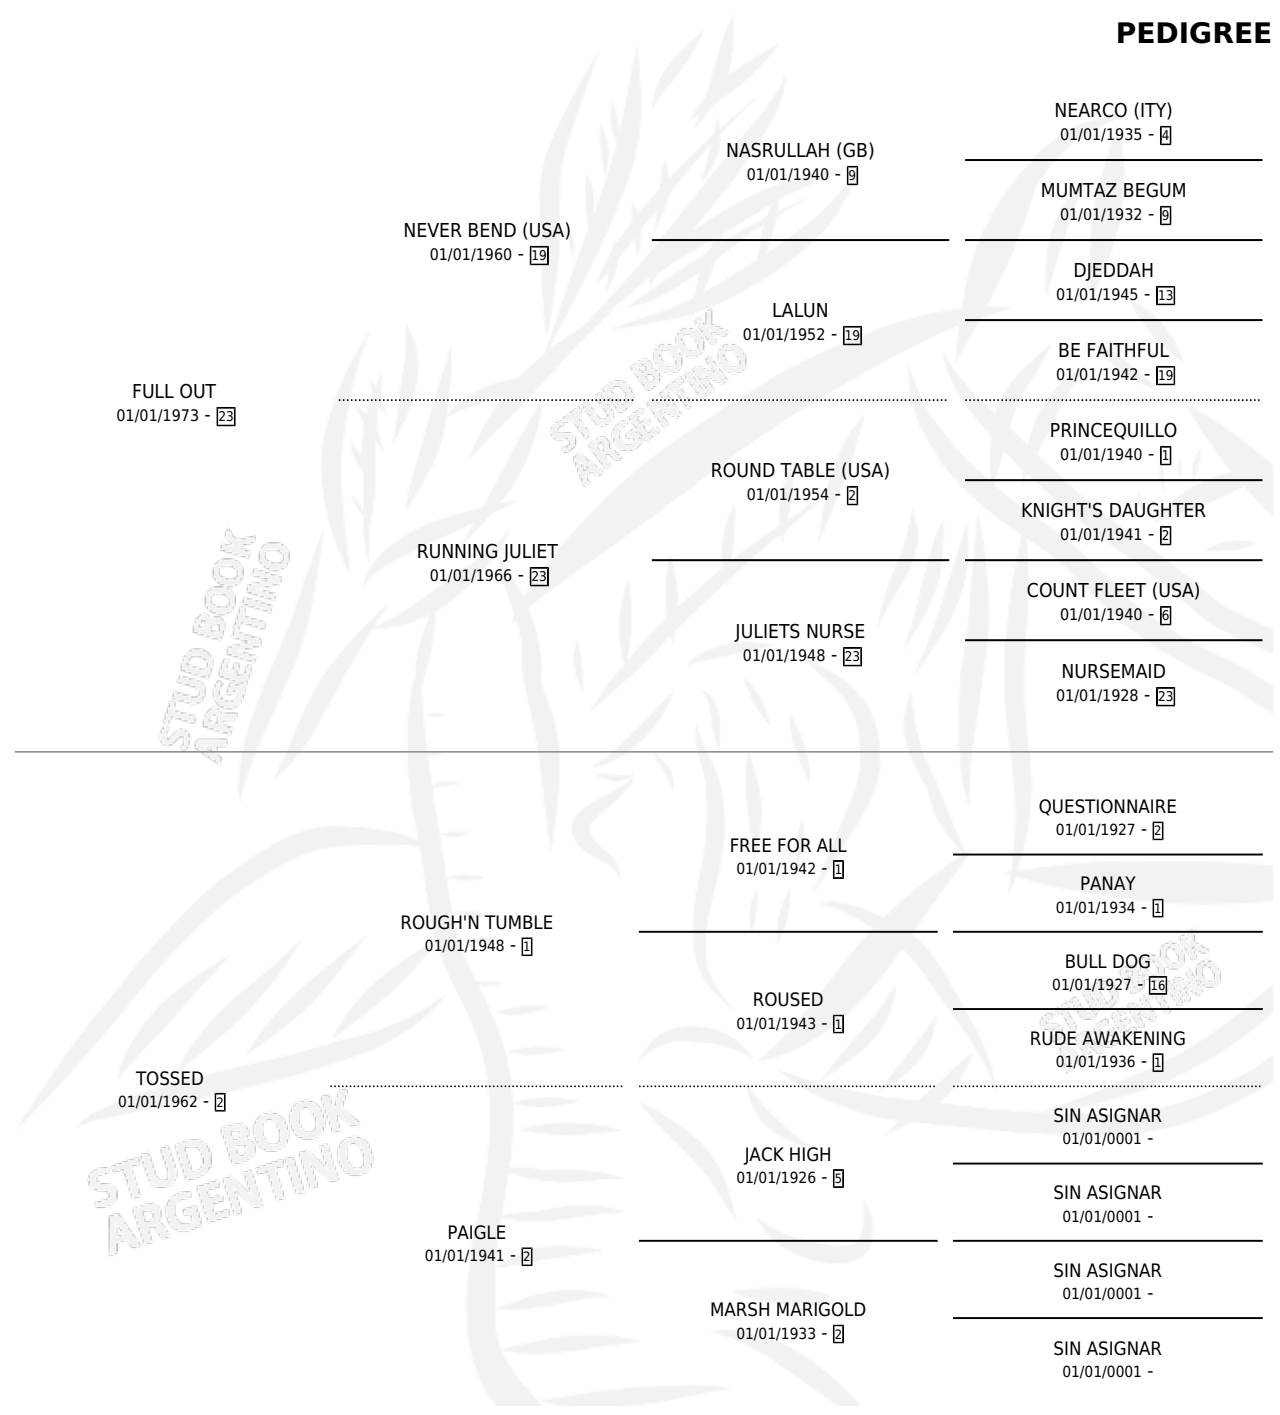 PEDIGREE
NEARCO (ITY)
01/01/1935 - 4
NASRULLAH (GB)
01/01/1940 - 9
MUMTAZ BEGUM
01/01/1932 - 9
NEVER BEND (USA)
01/01/1960 - 19
DJEDDAH
01/01/1945 - 13
LALUN
01/01/1952 - 19
BE FAITHFUL
01/01/1942 - 19
FULL OUT
01/01/1973 - 23
PRINCEQUILLO
01/01/1940 - 1
ROUND TABLE (USA)
01/01/1954 - 2
KNIGHT'S DAUGHTER
01/01/1941 - 2
RUNNING JULIET
01/01/1966 - 23
COUNT FLEET (USA)
01/01/1940 - 6
JULIETS NURSE
01/01/1948 - 23
NURSEMAID
01/01/1928 - 23
QUESTIONNAIRE
01/01/1927 - 2
FREE FOR ALL
01/01/1942 - 1
PANAY
01/01/1934 - 1
ROUGH'N TUMBLE
01/01/1948 - 1
BULL DOG
01/01/1927 - 16
ROUSED
01/01/1943 - 1
RUDE AWAKENING
01/01/1936 - 1
TOSSED
01/01/1962 - 2
SIN ASIGNAR
01/01/0001 -
JACK HIGH
01/01/1926 - 5
SIN ASIGNAR
01/01/0001 -
PAIGLE
01/01/1941 - 2
SIN ASIGNAR
01/01/0001 -
MARSH MARIGOLD
01/01/1933 - 2
SIN ASIGNAR
01/01/0001 -
STUD BOOK
ARGENTINO
STUD BOOK
ARGENTINO
STUD BOOK
ARGENTINO
STUD BOOK
ARGENTINO